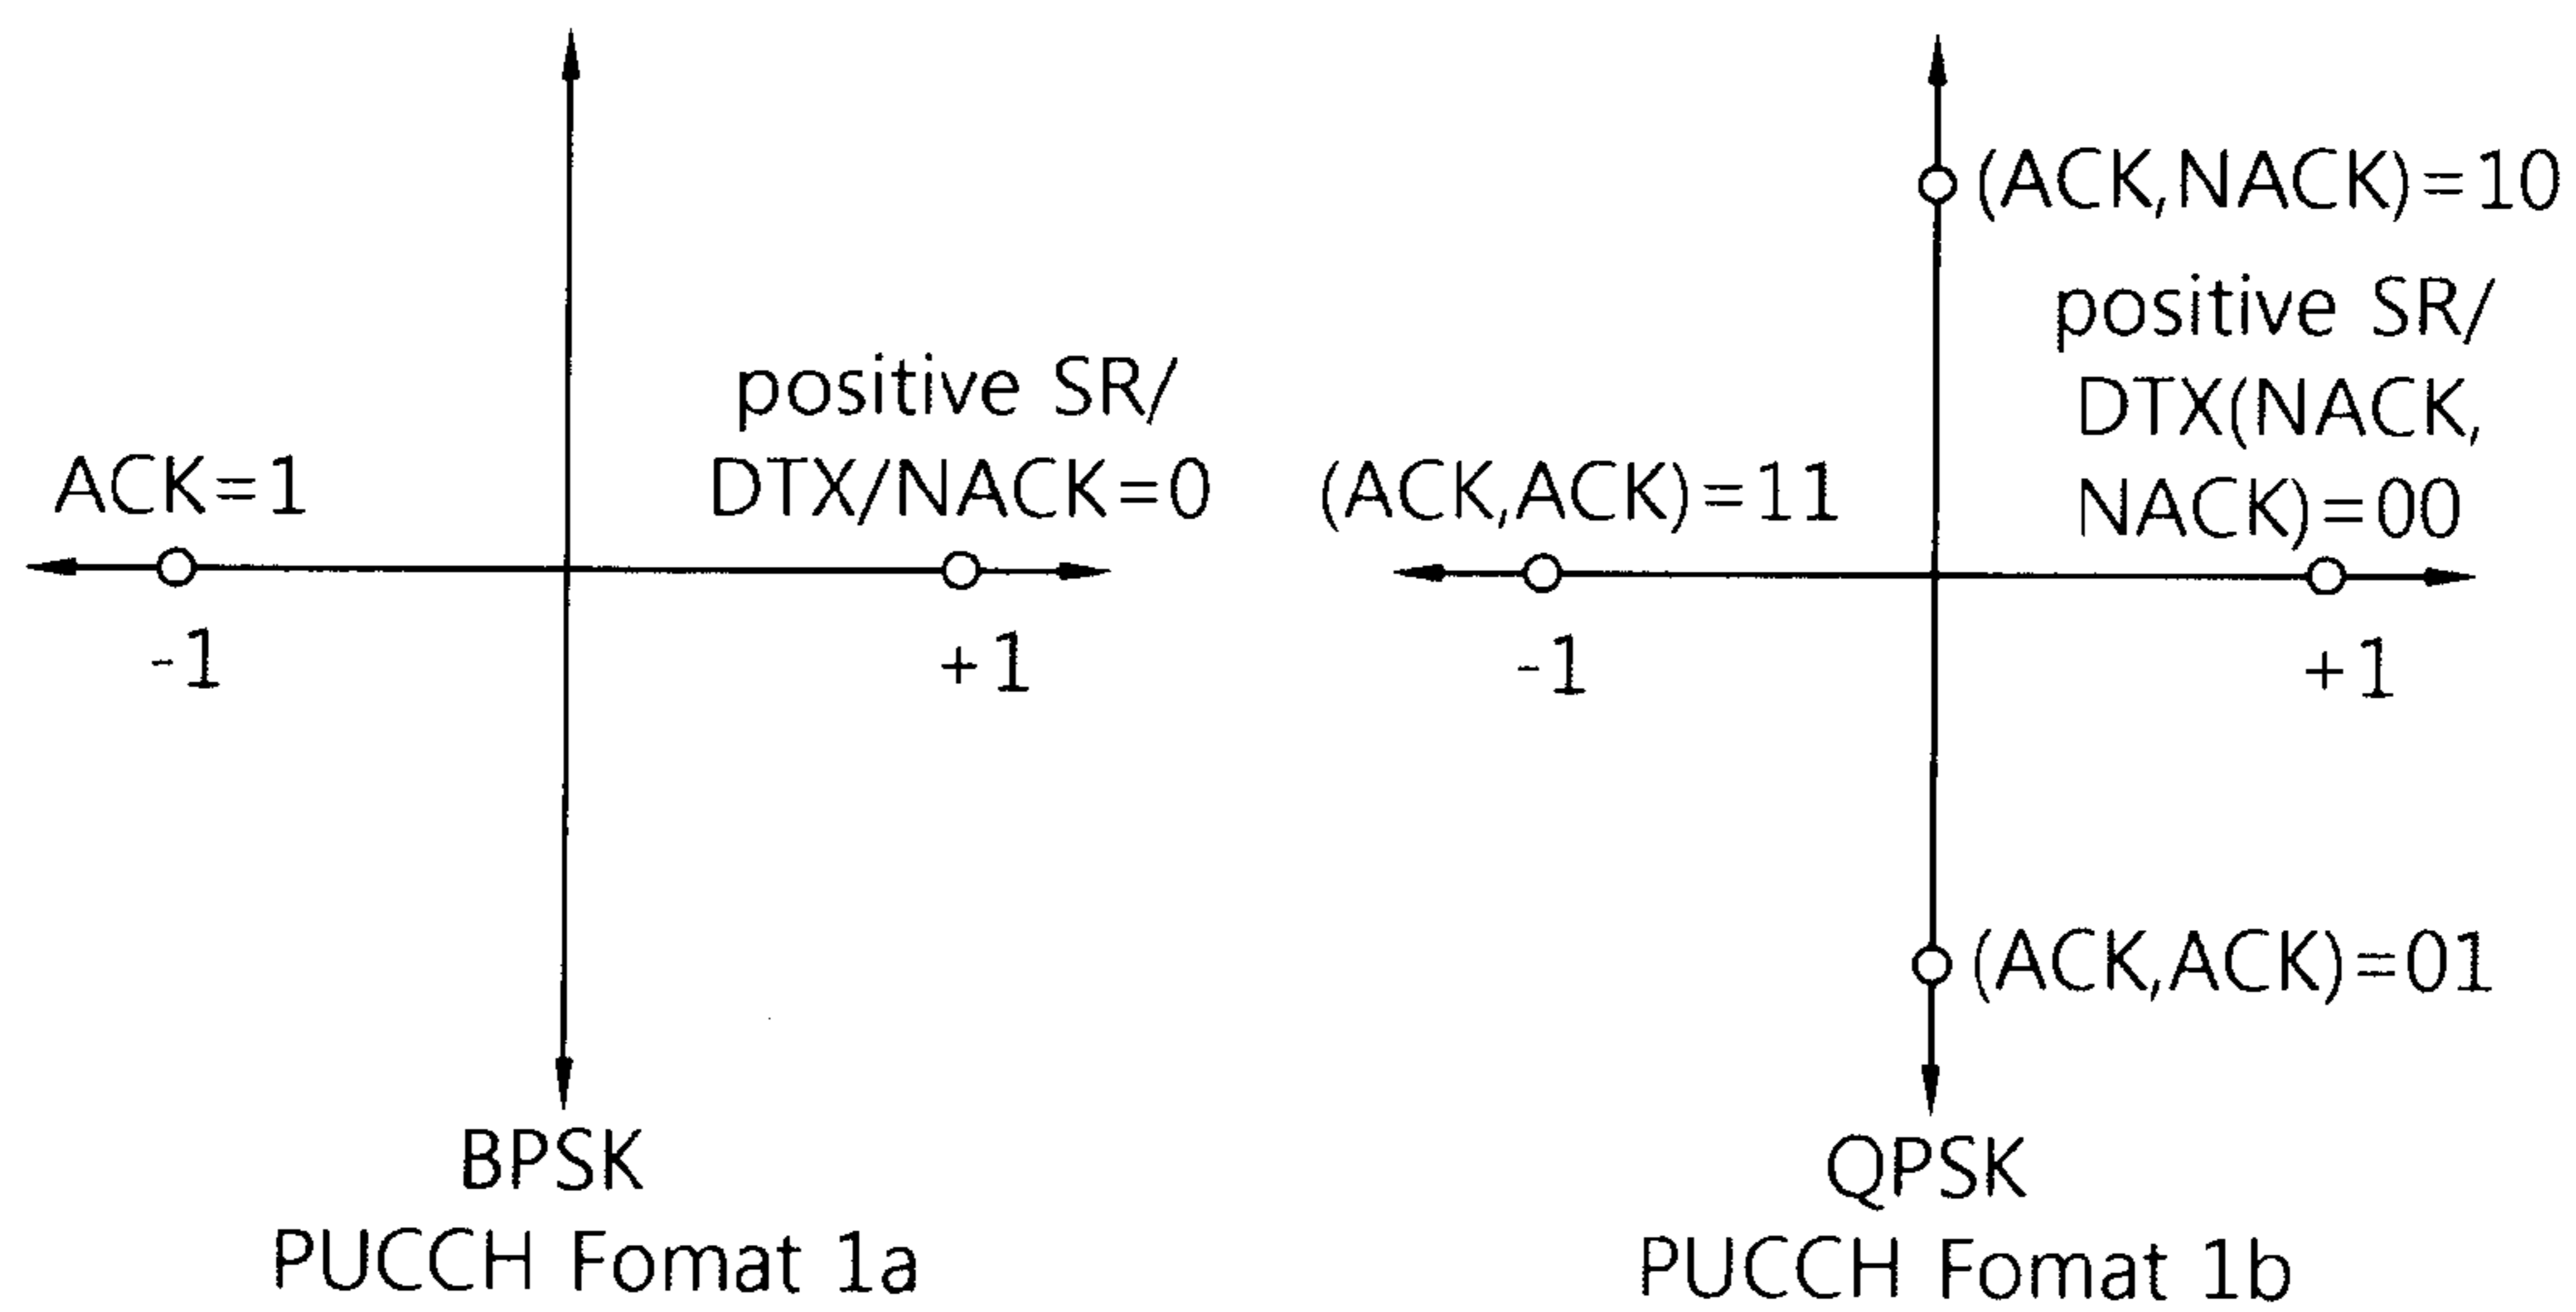 positive SR/
DTX/NACK=0
ACK=1
-1
+1
BPSK
PUCCH Fomat 1a
(ACK,NACK)=10
positive SR/
DTX(NACK,
NACK)=00
(ACK,ACK)=11
-1
+1
(ACK,ACK)=01
QPSK
PUCCH Fomat 1b